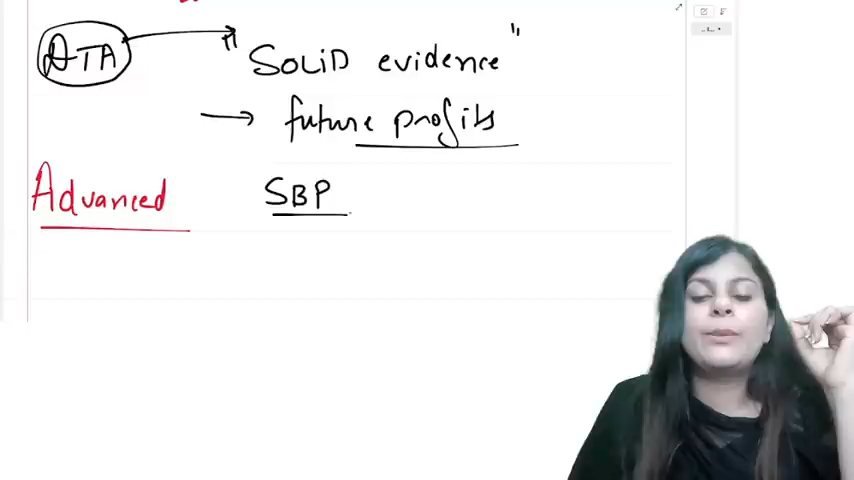 DTA → "SOLiD evidence"
→ future profits
Advanced SBP